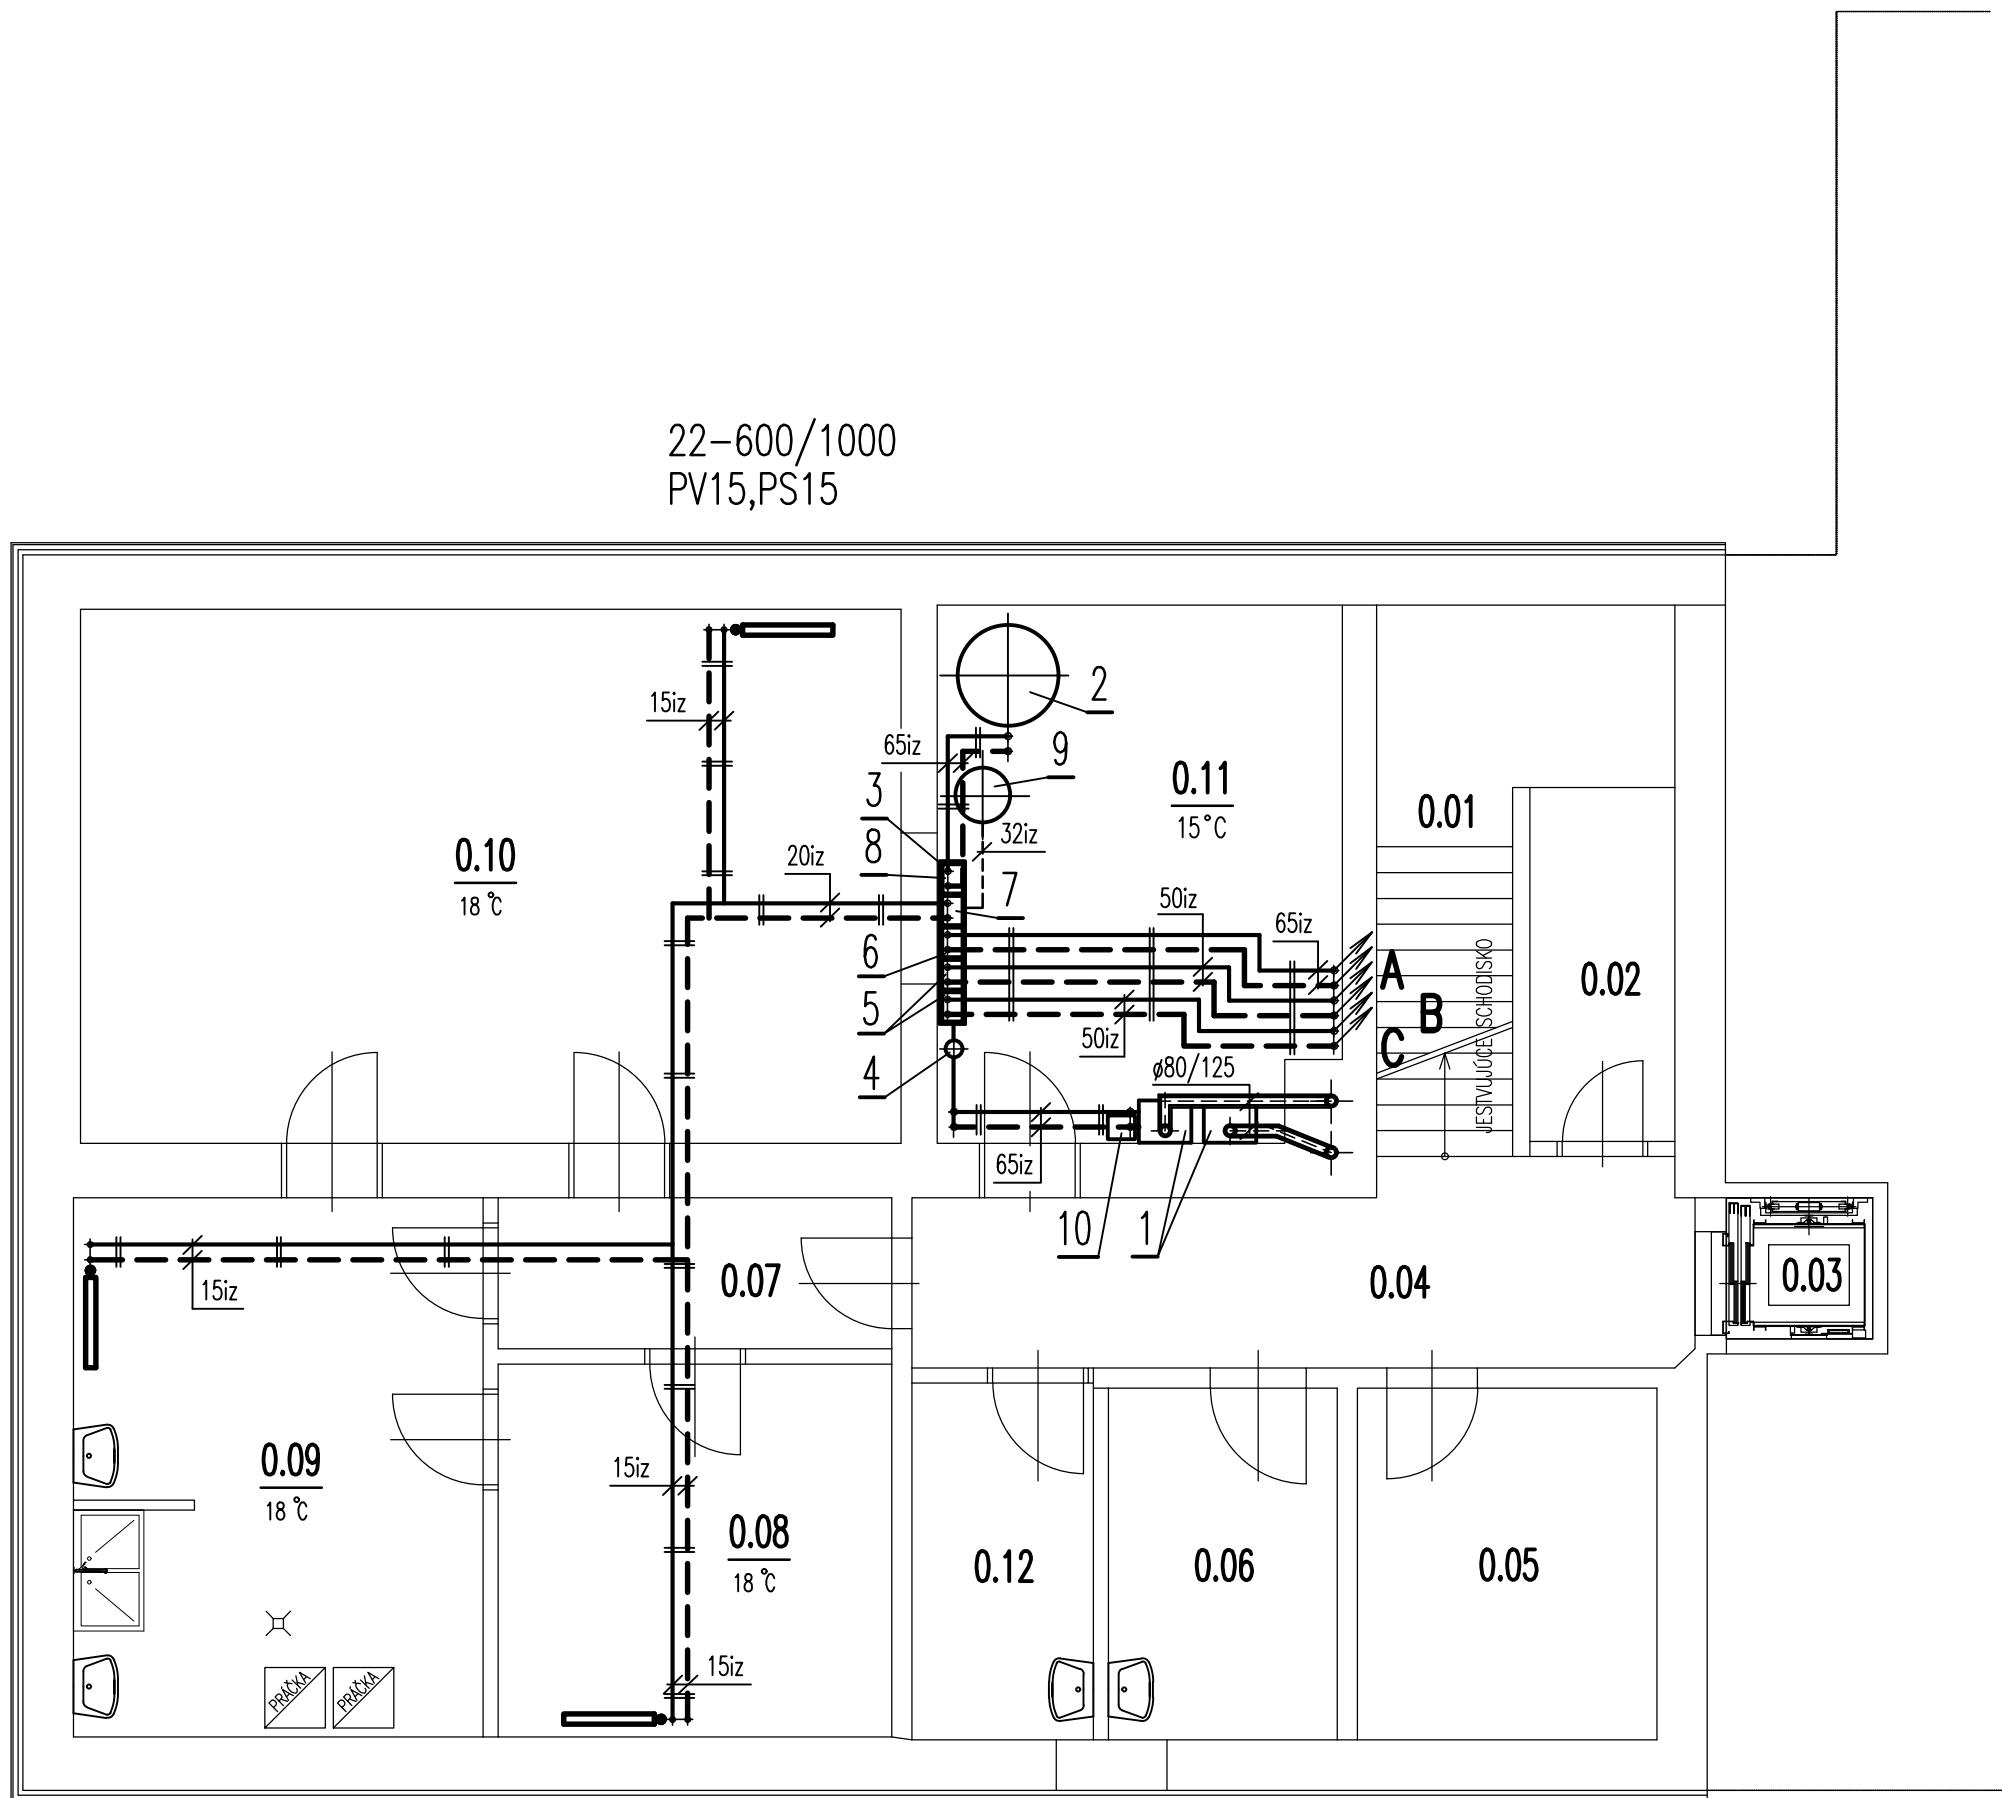 22-600/1000
PV15,PS15
15iz
2
65iz
9
0.11
15°C
3
0.01
8
32iz
0.10
18 °C
20iz
7
50iz
65iz
6
A
JESTVUJÚCE SCHODISKO
0.02
5
B
50iz
C
4
ø80/125
65iz
10
1
0.07
0.04
0.03
15iz
0.09
18 °C
15iz
0.08
18 °C
0.12
0.06
0.05
15iz
PRÁČKA
PRÁČKA